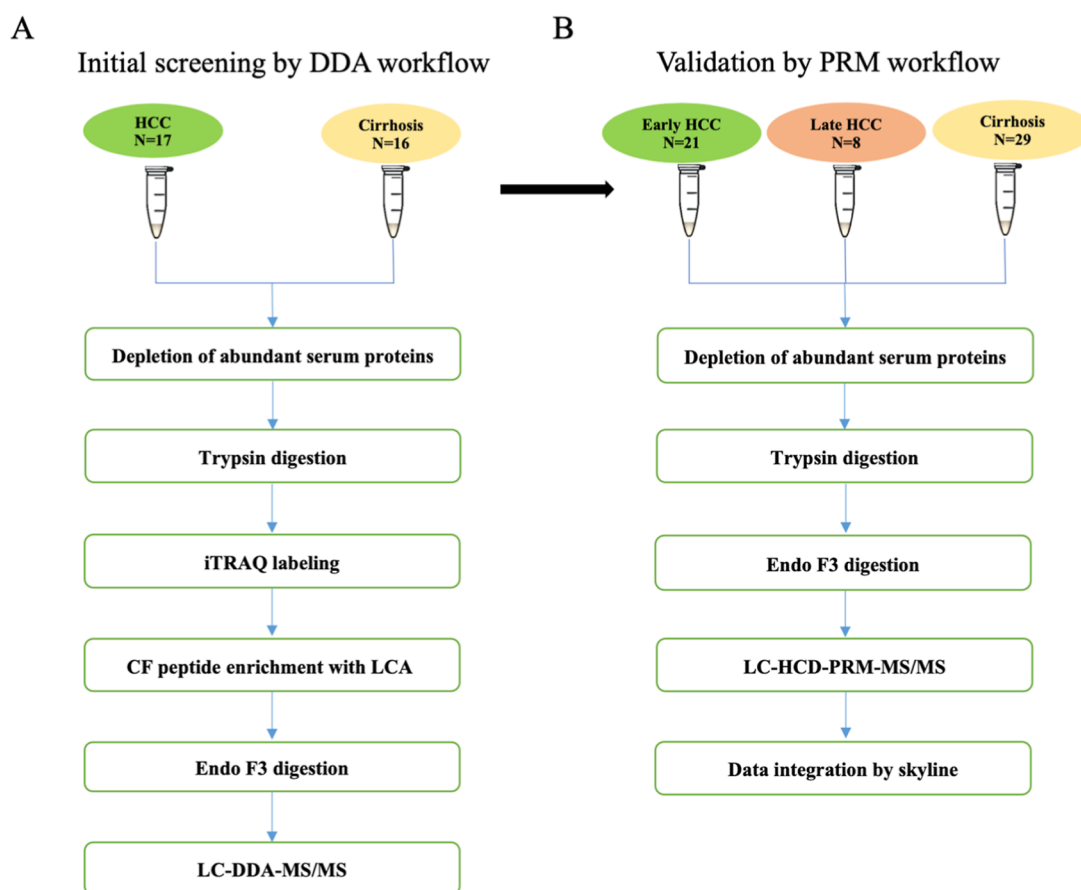 A
Initial screening by DDA workflow
HCC
N=17
Cirrhosis
N=16
Depletion of abundant serum proteins
Trypsin digestion
iTRAQ labeling
CF peptide enrichment with LCA
Endo F3 digestion
LC-DDA-MS/MS
B
Validation by PRM workflow
Early HCC
N=21
Late HCC
N=8
Cirrhosis
N=29
Depletion of abundant serum proteins
Trypsin digestion
Endo F3 digestion
LC-HCD-PRM-MS/MS
Data integration by skyline